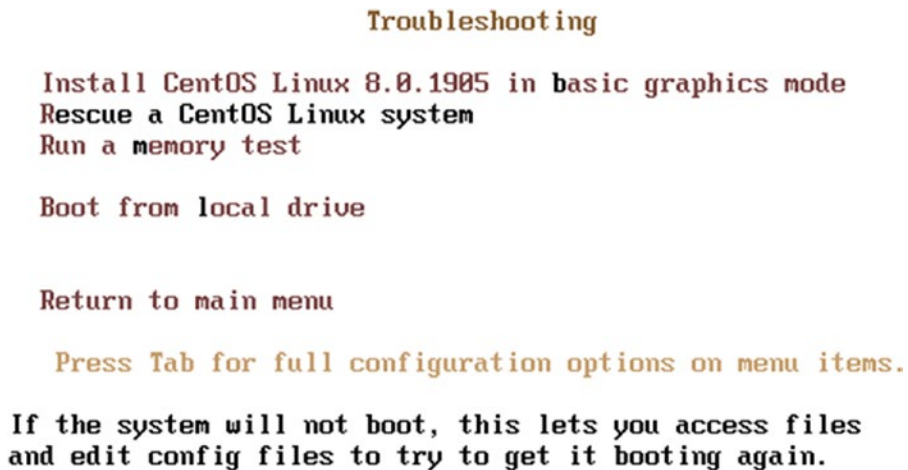 Troubleshooting
Install CentOS Linux 8.0.1905 in basic graphics mode
Rescue a CentOS Linux system
Run a memory test
Boot from local drive
Return to main menu
Press Tab for full configuration options on menu items.
If the system will not boot, this lets you access files
and edit config files to try to get it booting again.